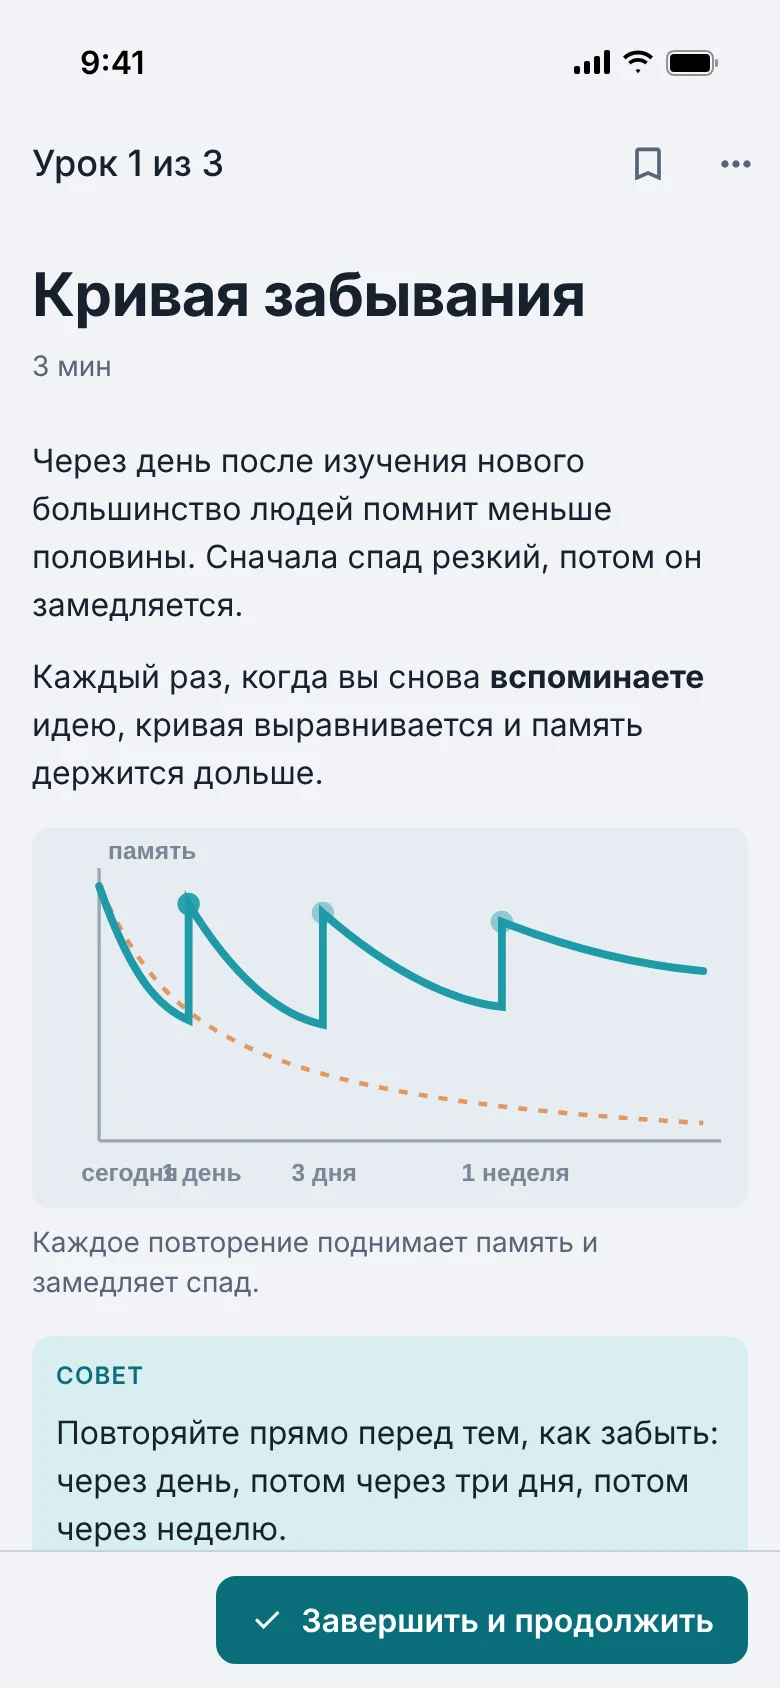 9:41
Урок 1 из 3
Кривая забывания
3 мин
Через день после изучения нового
большинство людей помнит меньше
половины. Сначала спад резкий, потом он
замедляется.
Каждый раз, когда вы снова вспоминаете
идею, кривая выравнивается и память
держится дольше.
память
сегодня 1 день 3 дня 1 неделя
Каждое повторение поднимает память и
замедляет спад.
СОВЕТ
Повторяйте прямо перед тем, как забыть:
через день, потом через три дня, потом
через неделю.
Завершить и продолжить